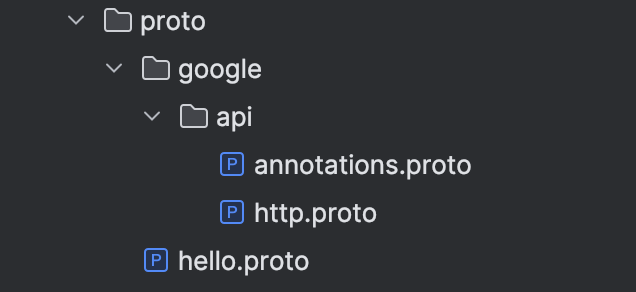 proto
google
api
P annotations.proto
P http.proto
P hello.proto